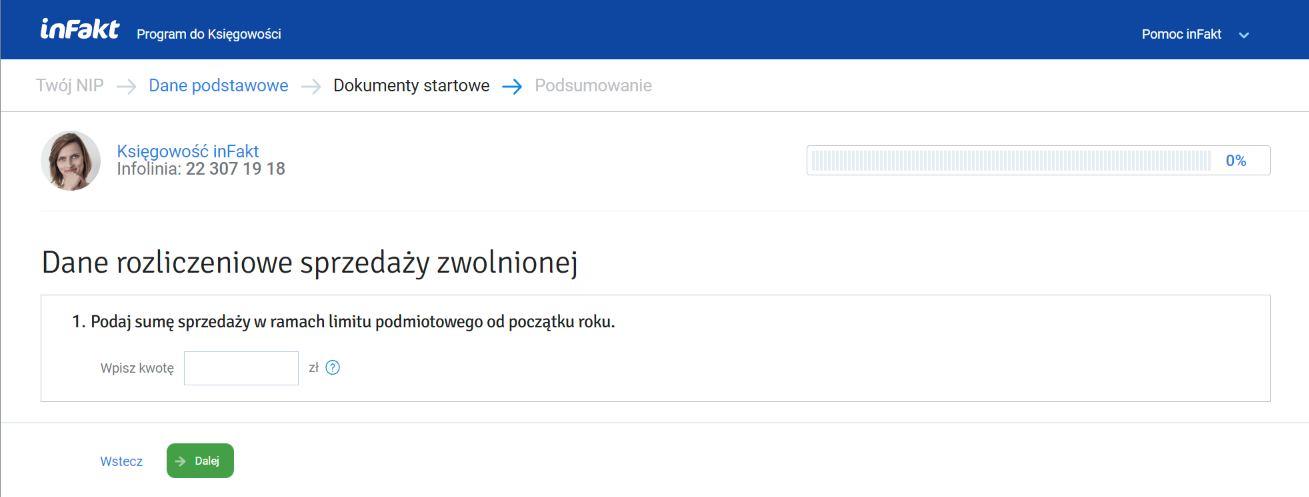 inFakt Program do Księgowości Pomoc inFakt
Twój NIP Dane podstawowe Dokumenty startowe Podsumowanie
Księgowość inFakt
Infolinia: 22 307 19 18
0%
Dane rozliczeniowe sprzedaży zwolnionej
1. Podaj sumę sprzedaży w ramach limitu podmiotowego od początku roku.
Wpisz kwotę zł ?
Wstecz Dalej